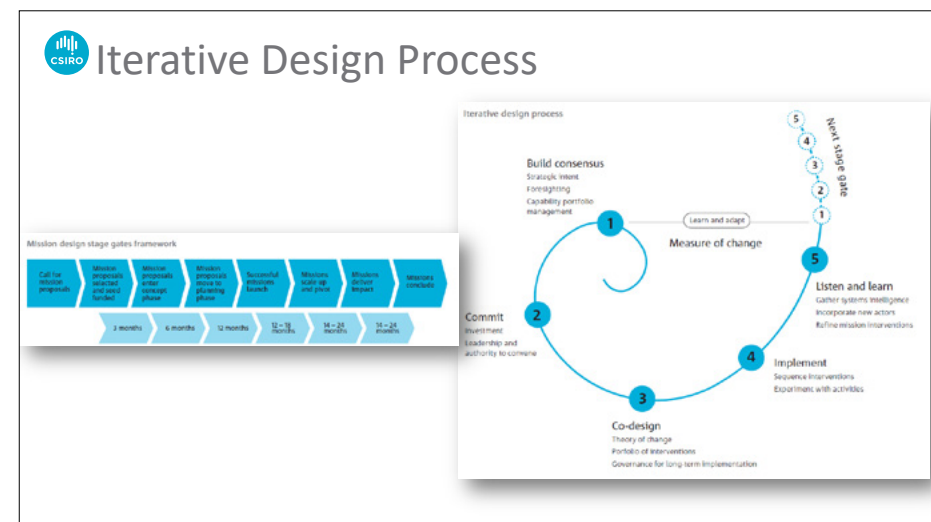 CSIRO
Iterative Design Process
Iterative design process
5
4
3
2
1
Next stage gate
Build consensus
Strategic intent
Foresighting
Capability portfolio
management
1
Learn and adapt
Measure of change
5
Listen and learn
Gather systems intelligence
Incorporate new actors
Refine mission interventions
Mission design stage gates framework
Call for
mission
proposals
Mission
proposals
selected
and seed
funded
Mission
proposals
enter
concept
phase
Mission
proposals
move to
planning
phase
Successful
missions
launch
Missions
scale up
and pivot
Missions
deliver
impact
Missions
conclude
3 months
6 months
12 months
12 – 18
months
14 – 24
months
14 – 24
months
Commit
Investment
Leadership and
authority to convene
2
4
Implement
Sequence interventions
Experiment with activities
3
Co-design
Theory of change
Porfolio of interventions
Governance for long-term implementation